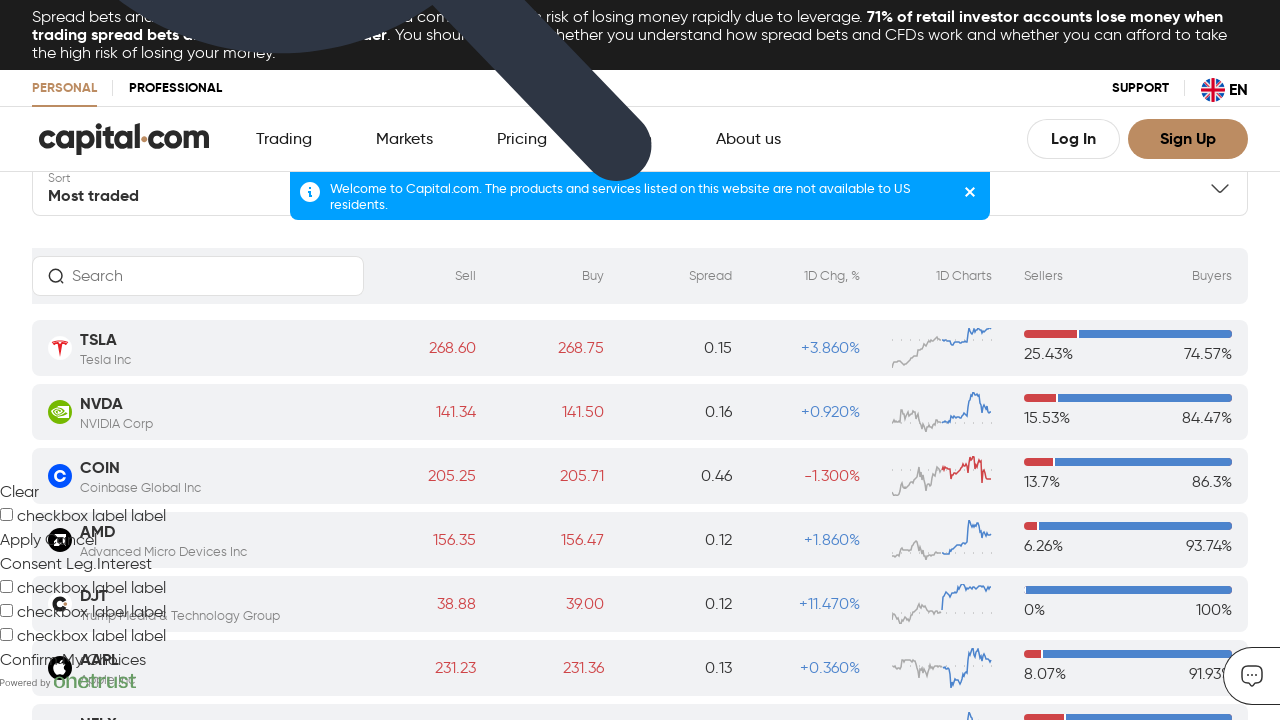 Spread bets and com risk of losing money rapidly due to leverage. 71% of retail investor accounts lose money when
trading spread bets der. You should hether you understand how spread bets and CFDs work and whether you can afford to take
the high risk of losing your money.
PERSONAL PROFESSIONAL SUPPORT EN
capital.com Trading Markets Pricing About us Log In Sign Up
Sort
Most traded
Welcome to Capital.com. The products and services listed on this website are not available to US
residents.
Search Sell Buy Spread 1D Chg, % 1D Charts Sellers Buyers
TSLA
Tesla Inc
268.60 268.75 0.15 +3.860% 25.43% 74.57%
NVDA
NVIDIA Corp
141.34 141.50 0.16 +0.920% 15.53% 84.47%
COIN
Coinbase Global Inc
205.25 205.71 0.46 -1.300% 13.7% 86.3%
Clear
checkbox label label
AMD
Apply Cancel
Advanced Micro Devices Inc
156.35 156.47 0.12 +1.860% 6.26% 93.74%
Consent Leg.Interest
checkbox label label
DJT
checkbox label label
Trump Media & Technology Group
38.88 39.00 0.12 +11.470% 0% 100%
checkbox label label
Confirm My Choices
AAPL
231.23 231.36 0.13 +0.360% 8.07% 91.93%
Powered by onetrust